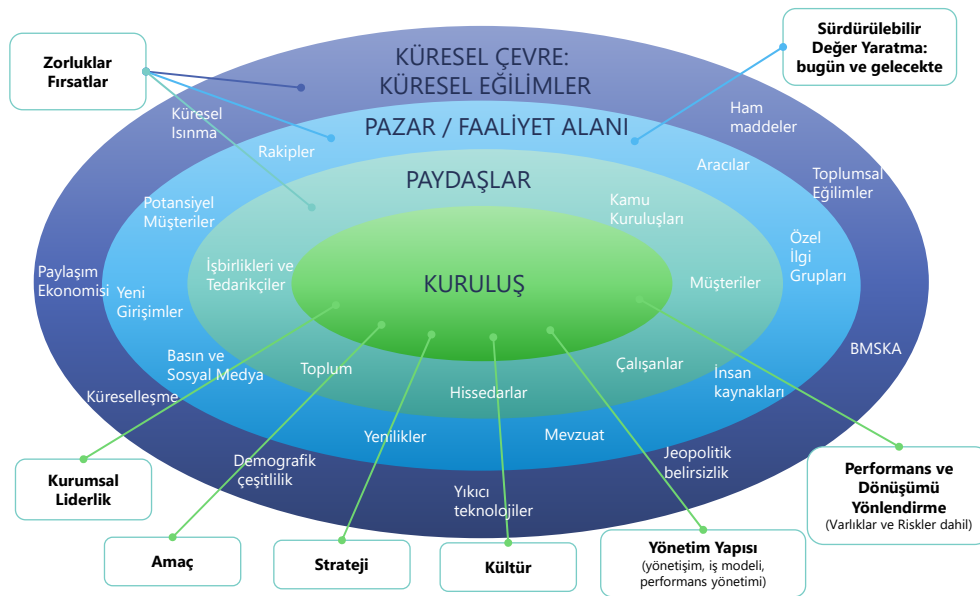 Zorluklar
Fırsatlar
Sürdürülebilir
Değer Yaratma:
bugün ve gelecekte
KÜRESEL ÇEVRE:
KÜRESEL EĞİLİMLER
Küresel
Isınma
Ham
maddeler
PAZAR / FAALİYET ALANI
Rakipler
Aracılar
Toplumsal
Eğilimler
PAYDAŞLAR
Potansiyel
Müşteriler
Kamu
Kuruluşları
Özel
İlgi
Grupları
İşbirlikleri ve
Tedarikçiler
KURULUŞ
Müşteriler
Paylaşım
Ekonomisi
Yeni
Girişimler
BMSKA
Basın ve
Sosyal Medya
Toplum
Çalışanlar
İnsan
kaynakları
Küreselleşme
Hissedarlar
Yenilikler
Mevzuat
Demografik
çeşitlilik
Jeopolitik
belirsizlik
Yıkıcı
teknolojiler
Kurumsal
Liderlik
Performans ve
Dönüşümü
Yönlendirme
(Varlıklar ve Riskler dahil)
Amaç
Strateji
Kültür
Yönetim Yapısı
(yönetişim, iş modeli,
performans yönetimi)